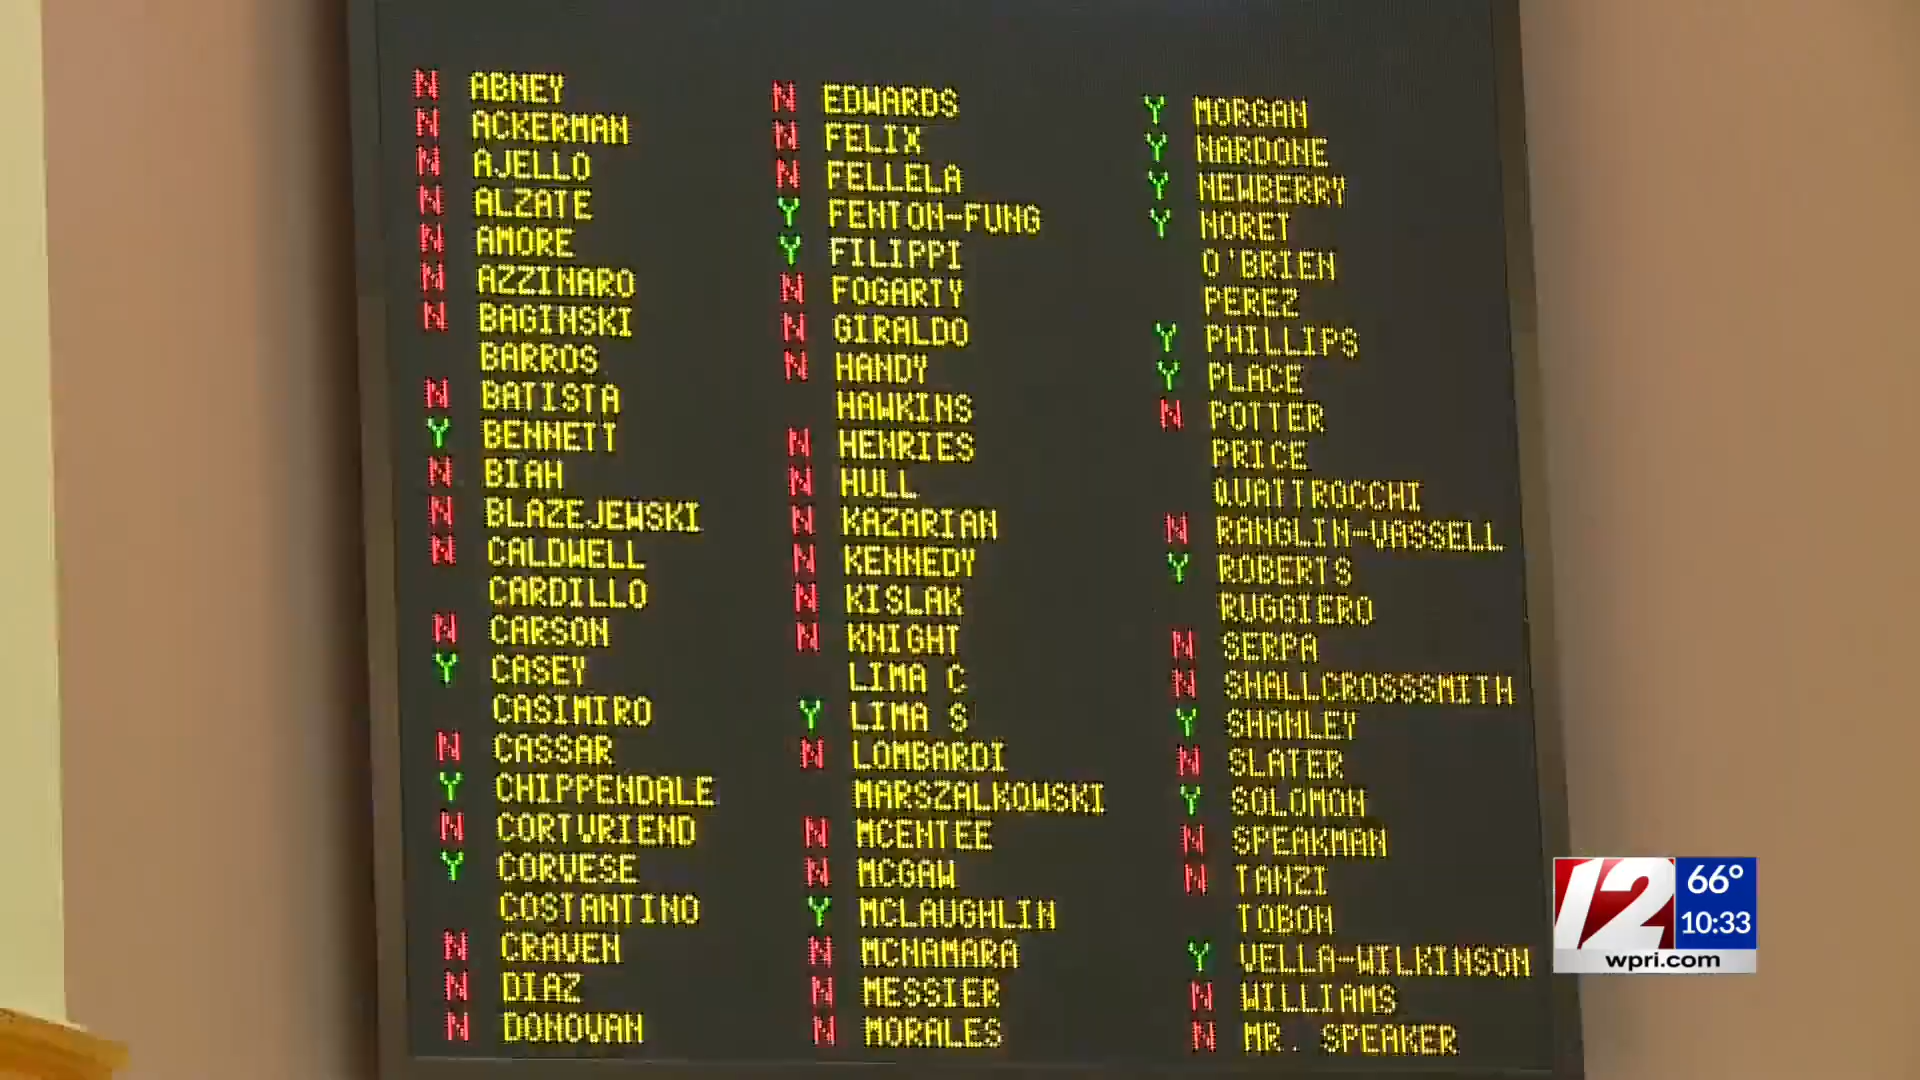 N ABNEY
N ACKERMAN
N AJELLO
N ALZATE
N AMORE
N AZZINARO
N BAGINSKI
BARROS
N BATISTA
Y BENNETT
N BIAH
N BLAZEJEWSKI
N CALDWELL
CARDILLO
N CARSON
Y CASEY
CASIMIRO
N CASSAR
Y CHIPPENDALE
N CORTVRIEND
Y CORVESE
COSTANTINO
N CRAVEN
N DIAZ
N DONOVAN
N EDWARDS
N FELIX
N FELLELA
Y FENTON-FUNG
Y FILIPPI
N FOGARTY
N GIRALDO
N HANDY
HAWKINS
N HENRIES
N HULL
N KAZARIAN
N KENNEDY
N KISLAK
N KNIGHT
LIMA C
Y LIMA S
N LOMBARDI
MARSZALKOWSKI
N MCENTEE
N MCGAW
Y MCLAUGHLIN
N MCNAMARA
N MESSIER
N MORALES
Y MORGAN
Y NARDONE
Y NEWBERRY
Y NORET
O'BRIEN
PEREZ
Y PHILLIPS
Y PLACE
N POTTER
PRICE
QUATTROCCHI
N RANGLIN-VASSELL
Y ROBERTS
RUGGIERO
N SERPA
N SHALLCROSSSMITH
Y SHANLEY
N SLATER
Y SOLOMON
N SPEAKMAN
N TANZI
TOBON
Y VELLA-WILKINSON
N WILLIAMS
N MR. SPEAKER
12
66°
10:33
wpri.com